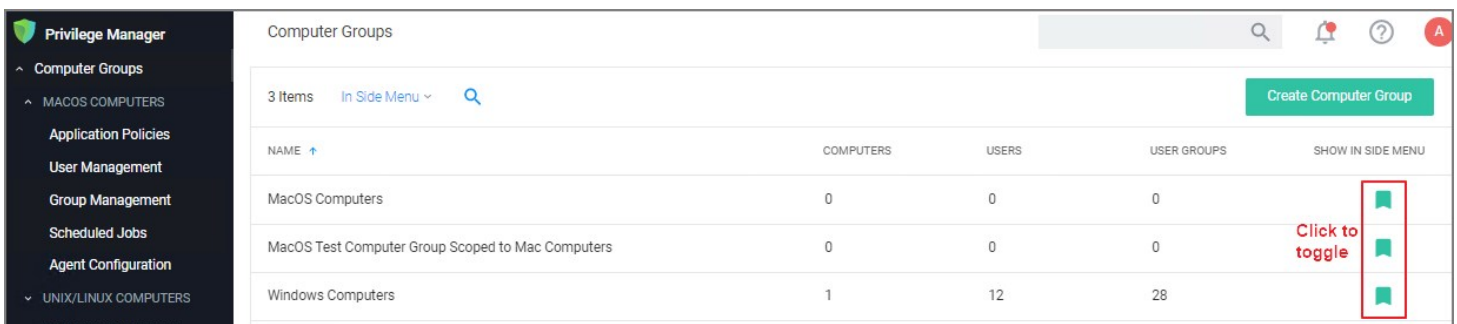 Privilege Manager
Computer Groups
A
Computer Groups
MACOS COMPUTERS
Application Policies
User Management
Group Management
Scheduled Jobs
Agent Configuration
UNIX/LINUX COMPUTERS
3 Items In Side Menu
Create Computer Group
NAME COMPUTERS USERS USER GROUPS SHOW IN SIDE MENU
MacOS Computers 0 0 0
MacOS Test Computer Group Scoped to Mac Computers 0 0 0
Windows Computers 1 12 28
Click to
toggle